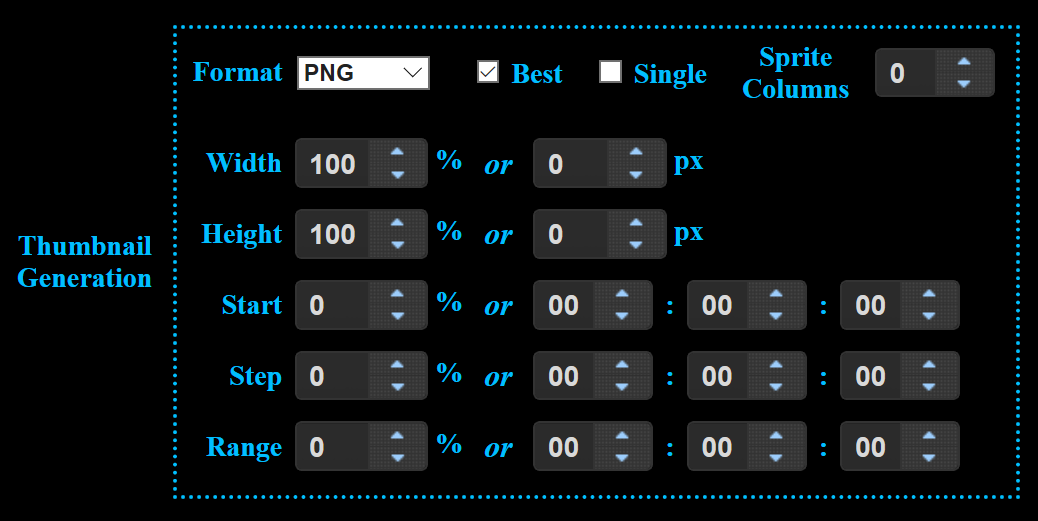 Format PNG Best Single Sprite Columns 0
Width 100 % or 0 px
Height 100 % or 0 px
Thumbnail Generation
Start 0 % or 00 : 00 : 00
Step 0 % or 00 : 00 : 00
Range 0 % or 00 : 00 : 00